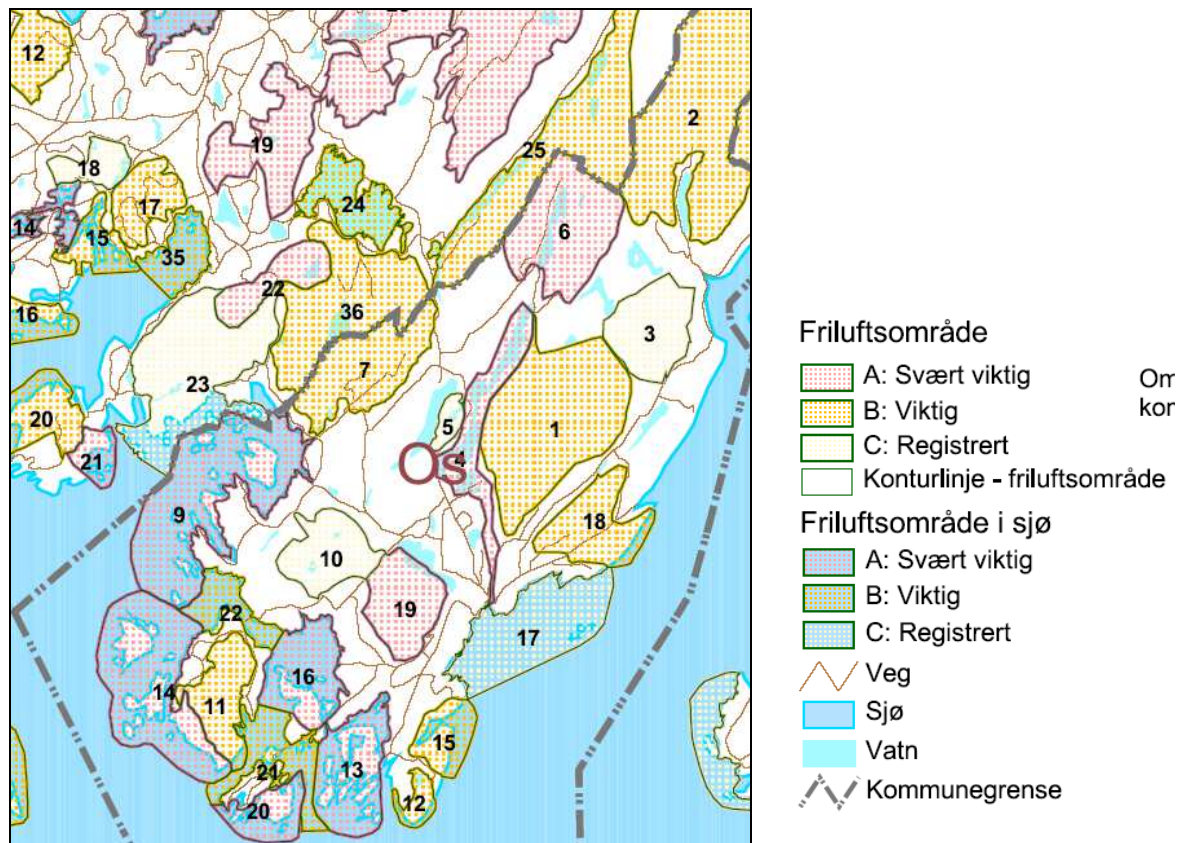 12
19
2
25
18
17
24
14
15
6
35
22
16
36
3
23
7
20
5
1
21
Os
4
9
18
10
19
22
17
16
14
11
15
21
13
20
12
Friluftsområde
A: Svært viktig
B: Viktig
C: Registrert
Konturlinje - friluftsområde
Friluftsområde i sjø
A: Svært viktig
B: Viktig
C: Registrert
Veg
Sjø
Vatn
Kommunegrense